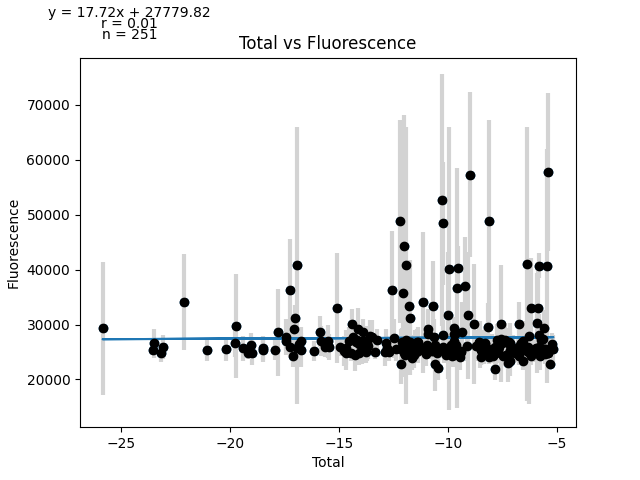 y = 17.72x + 27779.82
r = 0.01
n = 251
Total vs Fluorescence
70000
60000
50000
40000
30000
20000
Fluorescence
−25
−20
−15
−10
−5
Total